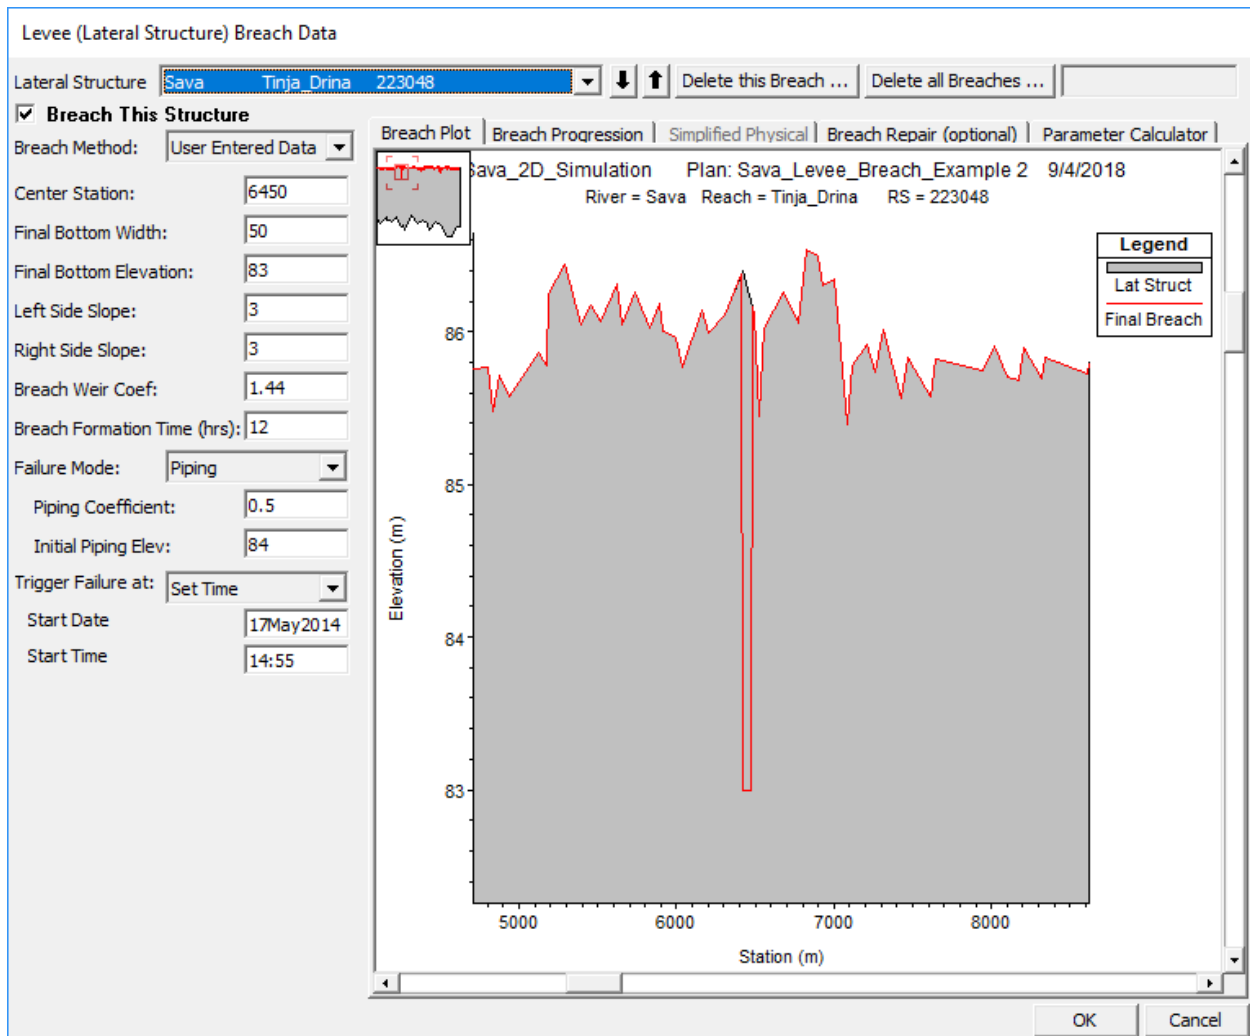 Levee (Lateral Structure) Breach Data
Lateral Structure Sava Tinja_Drina 223048 Delete this Breach ... Delete all Breaches ...
Breach This Structure
Breach Method: User Entered Data
Center Station: 6450
Final Bottom Width: 50
Final Bottom Elevation: 83
Left Side Slope: 3
Right Side Slope: 3
Breach Weir Coef: 1.44
Breach Formation Time (hrs): 12
Failure Mode: Piping
Piping Coefficient: 0.5
Initial Piping Elev: 84
Trigger Failure at: Set Time
Start Date 17May2014
Start Time 14:55
Breach Plot Breach Progression Simplified Physical Breach Repair (optional) Parameter Calculator
Sava_2D_Simulation Plan: Sava_Levee_Breach_Example 2 9/4/2018
River = Sava Reach = Tinja_Drina RS = 223048
Legend
Lat Struct
Final Breach
86
85
84
83
Elevation (m)
5000 6000 7000 8000
Station (m)
OK Cancel